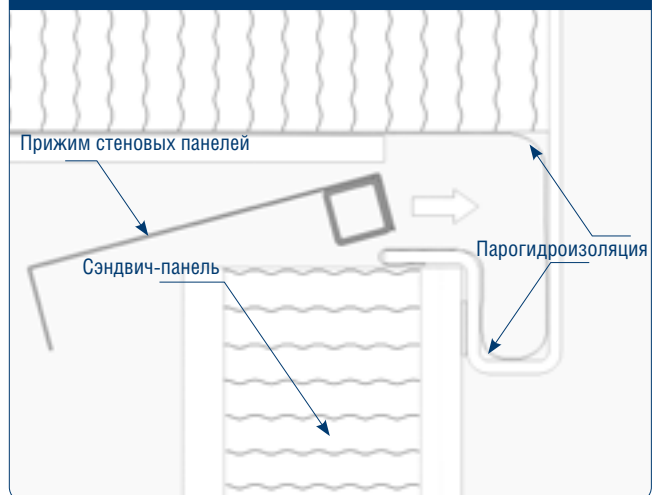 Прижим стеновых панелей
Парогидроизоляция
Сэндвич-панель